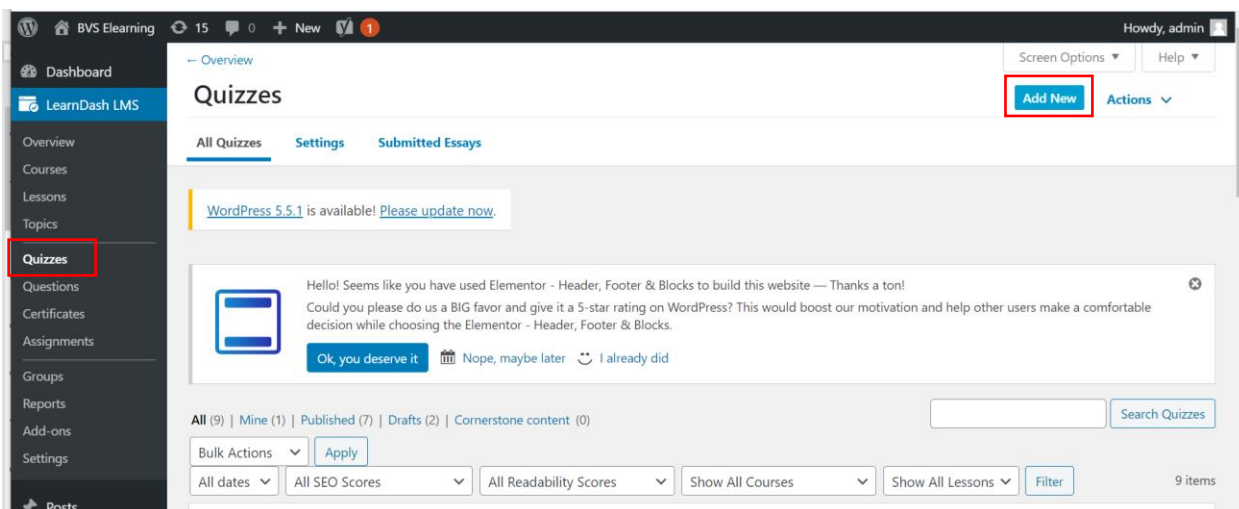 BVS Elearning 15 0 + New 1 Howdy, admin
Dashboard
LearnDash LMS
Overview
Courses
Lessons
Topics
Quizzes
Questions
Certificates
Assignments
Groups
Reports
Add-ons
Settings
Posts
← Overview
Screen Options ▼ Help ▼
Quizzes
Add New Actions
All Quizzes Settings Submitted Essays
WordPress 5.5.1 is available! Please update now.
Hello! Seems like you have used Elementor - Header, Footer & Blocks to build this website — Thanks a ton!
Could you please do us a BIG favor and give it a 5-star rating on WordPress? This would boost our motivation and help other users make a comfortable
decision while choosing the Elementor - Header, Footer & Blocks.
Ok, you deserve it Nope, maybe later I already did
All (9) | Mine (1) | Published (7) | Drafts (2) | Cornerstone content (0)
Search Quizzes
Bulk Actions Apply
All dates All SEO Scores All Readability Scores Show All Courses Show All Lessons Filter 9 items